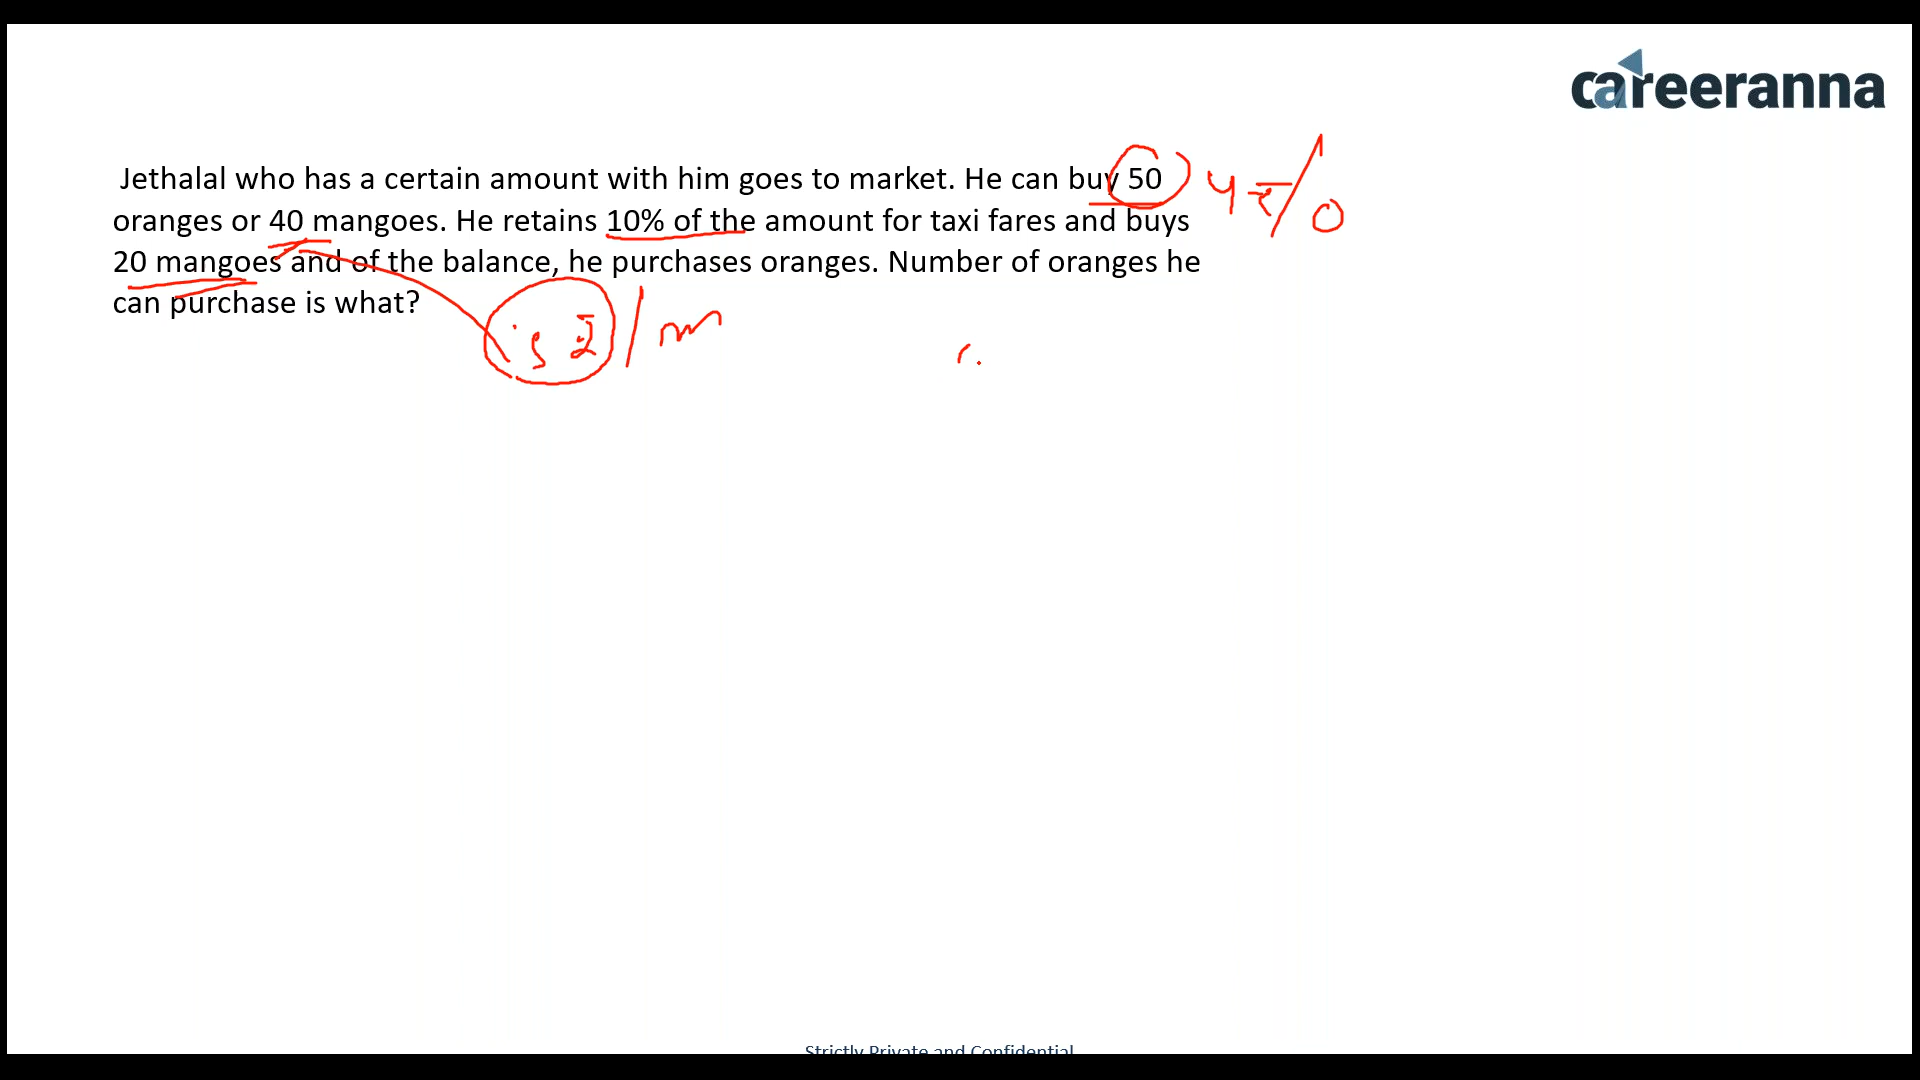 careeranna
Jethalal who has a certain amount with him goes to market. He can buy 50
oranges or 40 mangoes. He retains 10% of the amount for taxi fares and buys
20 mangoes and of the balance, he purchases oranges. Number of oranges he
can purchase is what?
4₹/0
5₹/m
Strictly Private and Confidential